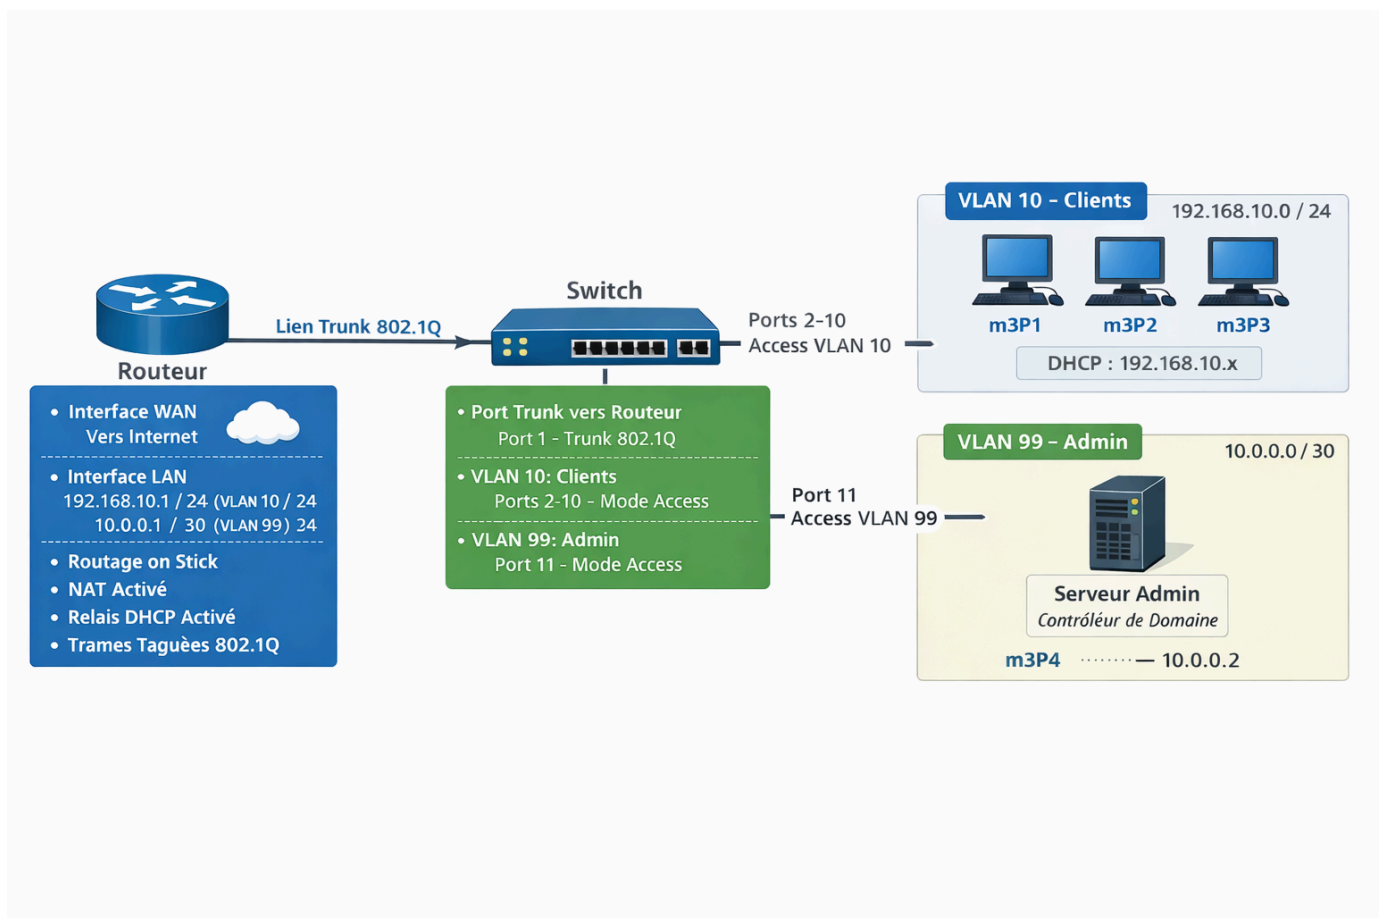 Routeur
• Interface WAN
Vers Internet
• Interface LAN
192.168.10.1 / 24 (VLAN 10 / 24
10.0.0.1 / 30 (VLAN 99) 24
• Routage on Stick
• NAT Activé
• Relais DHCP Activé
• Trames Taguèes 802.1Q
Lien Trunk 802.1Q
Switch
• Port Trunk vers Routeur
Port 1 - Trunk 802.1Q
• VLAN 10: Clients
Ports 2-10 - Mode Access
• VLAN 99: Admin
Port 11 - Mode Access
Ports 2-10
Access VLAN 10
VLAN 10 - Clients
192.168.10.0 / 24
m3P1 m3P2 m3P3
DHCP : 192.168.10.x
Port 11
Access VLAN 99
VLAN 99 - Admin
10.0.0.0 / 30
Serveur Admin
Contróléur de Domaine
m3P4 ········— 10.0.0.2